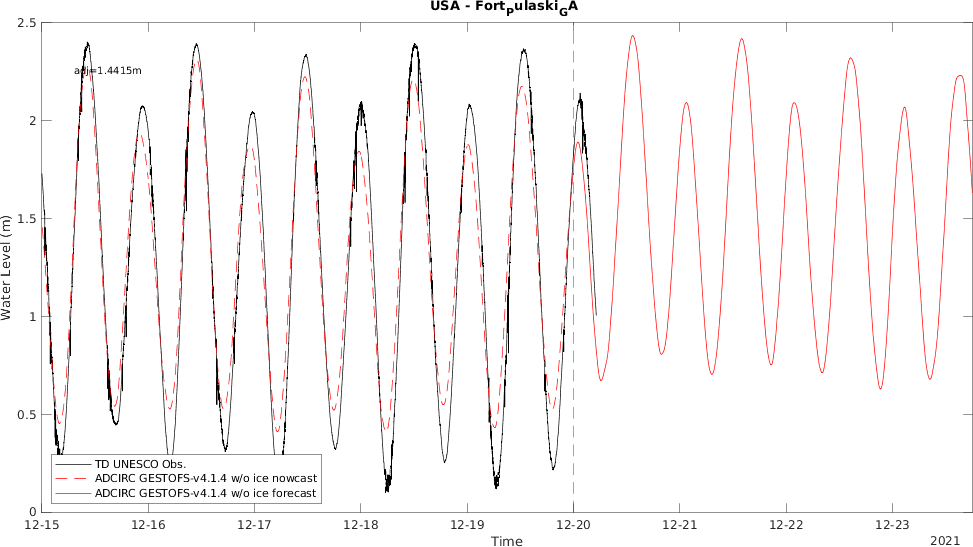 USA - FortPulaskiGA
2.5
adj=1.4415m
2
1.5
Water Level (m)
1
0.5
TD UNESCO Obs.
ADCIRC GESTOFS-v4.1.4 w/o ice nowcast
ADCIRC GESTOFS-v4.1.4 w/o ice forecast
0
12-15 12-16 12-17 12-18 12-19 12-20 12-21 12-22 12-23
Time
2021